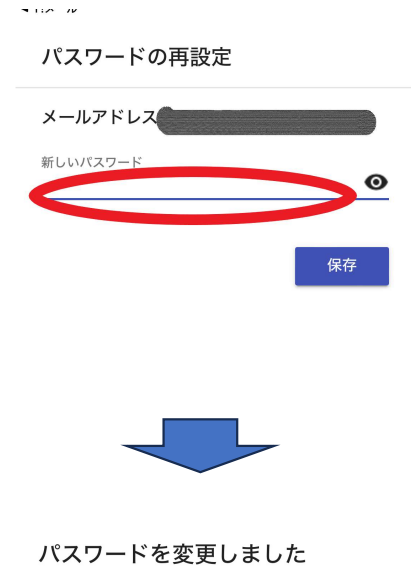 パスワードの再設定
メールアドレス
新しいパスワード
保存
パスワードを変更しました